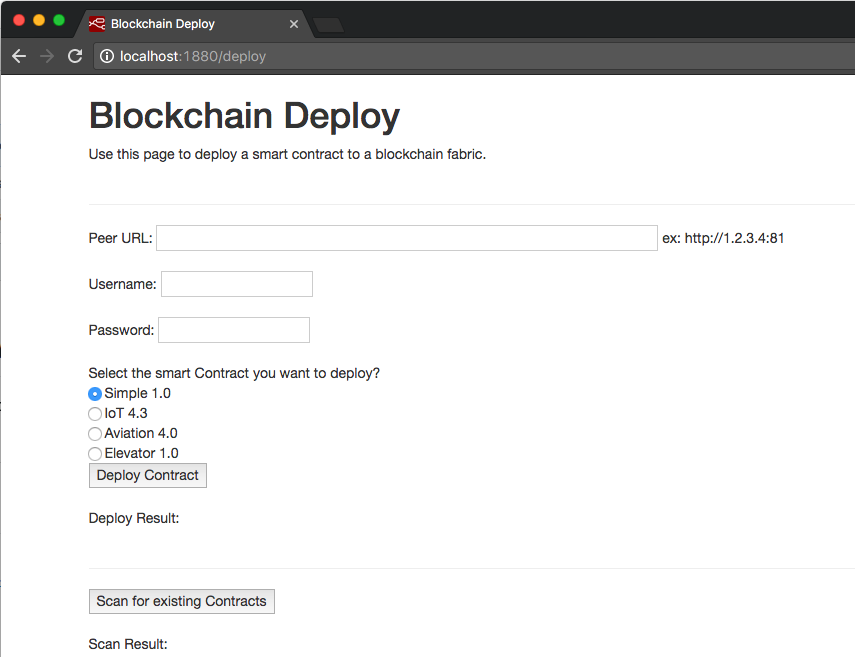 Blockchain Deploy
localhost:1880/deploy
Blockchain Deploy
Use this page to deploy a smart contract to a blockchain fabric.
Peer URL: ex: http://1.2.3.4:81
Username:
Password:
Select the smart Contract you want to deploy?
Simple 1.0
IoT 4.3
Aviation 4.0
Elevator 1.0
Deploy Contract
Deploy Result:
Scan for existing Contracts
Scan Result: